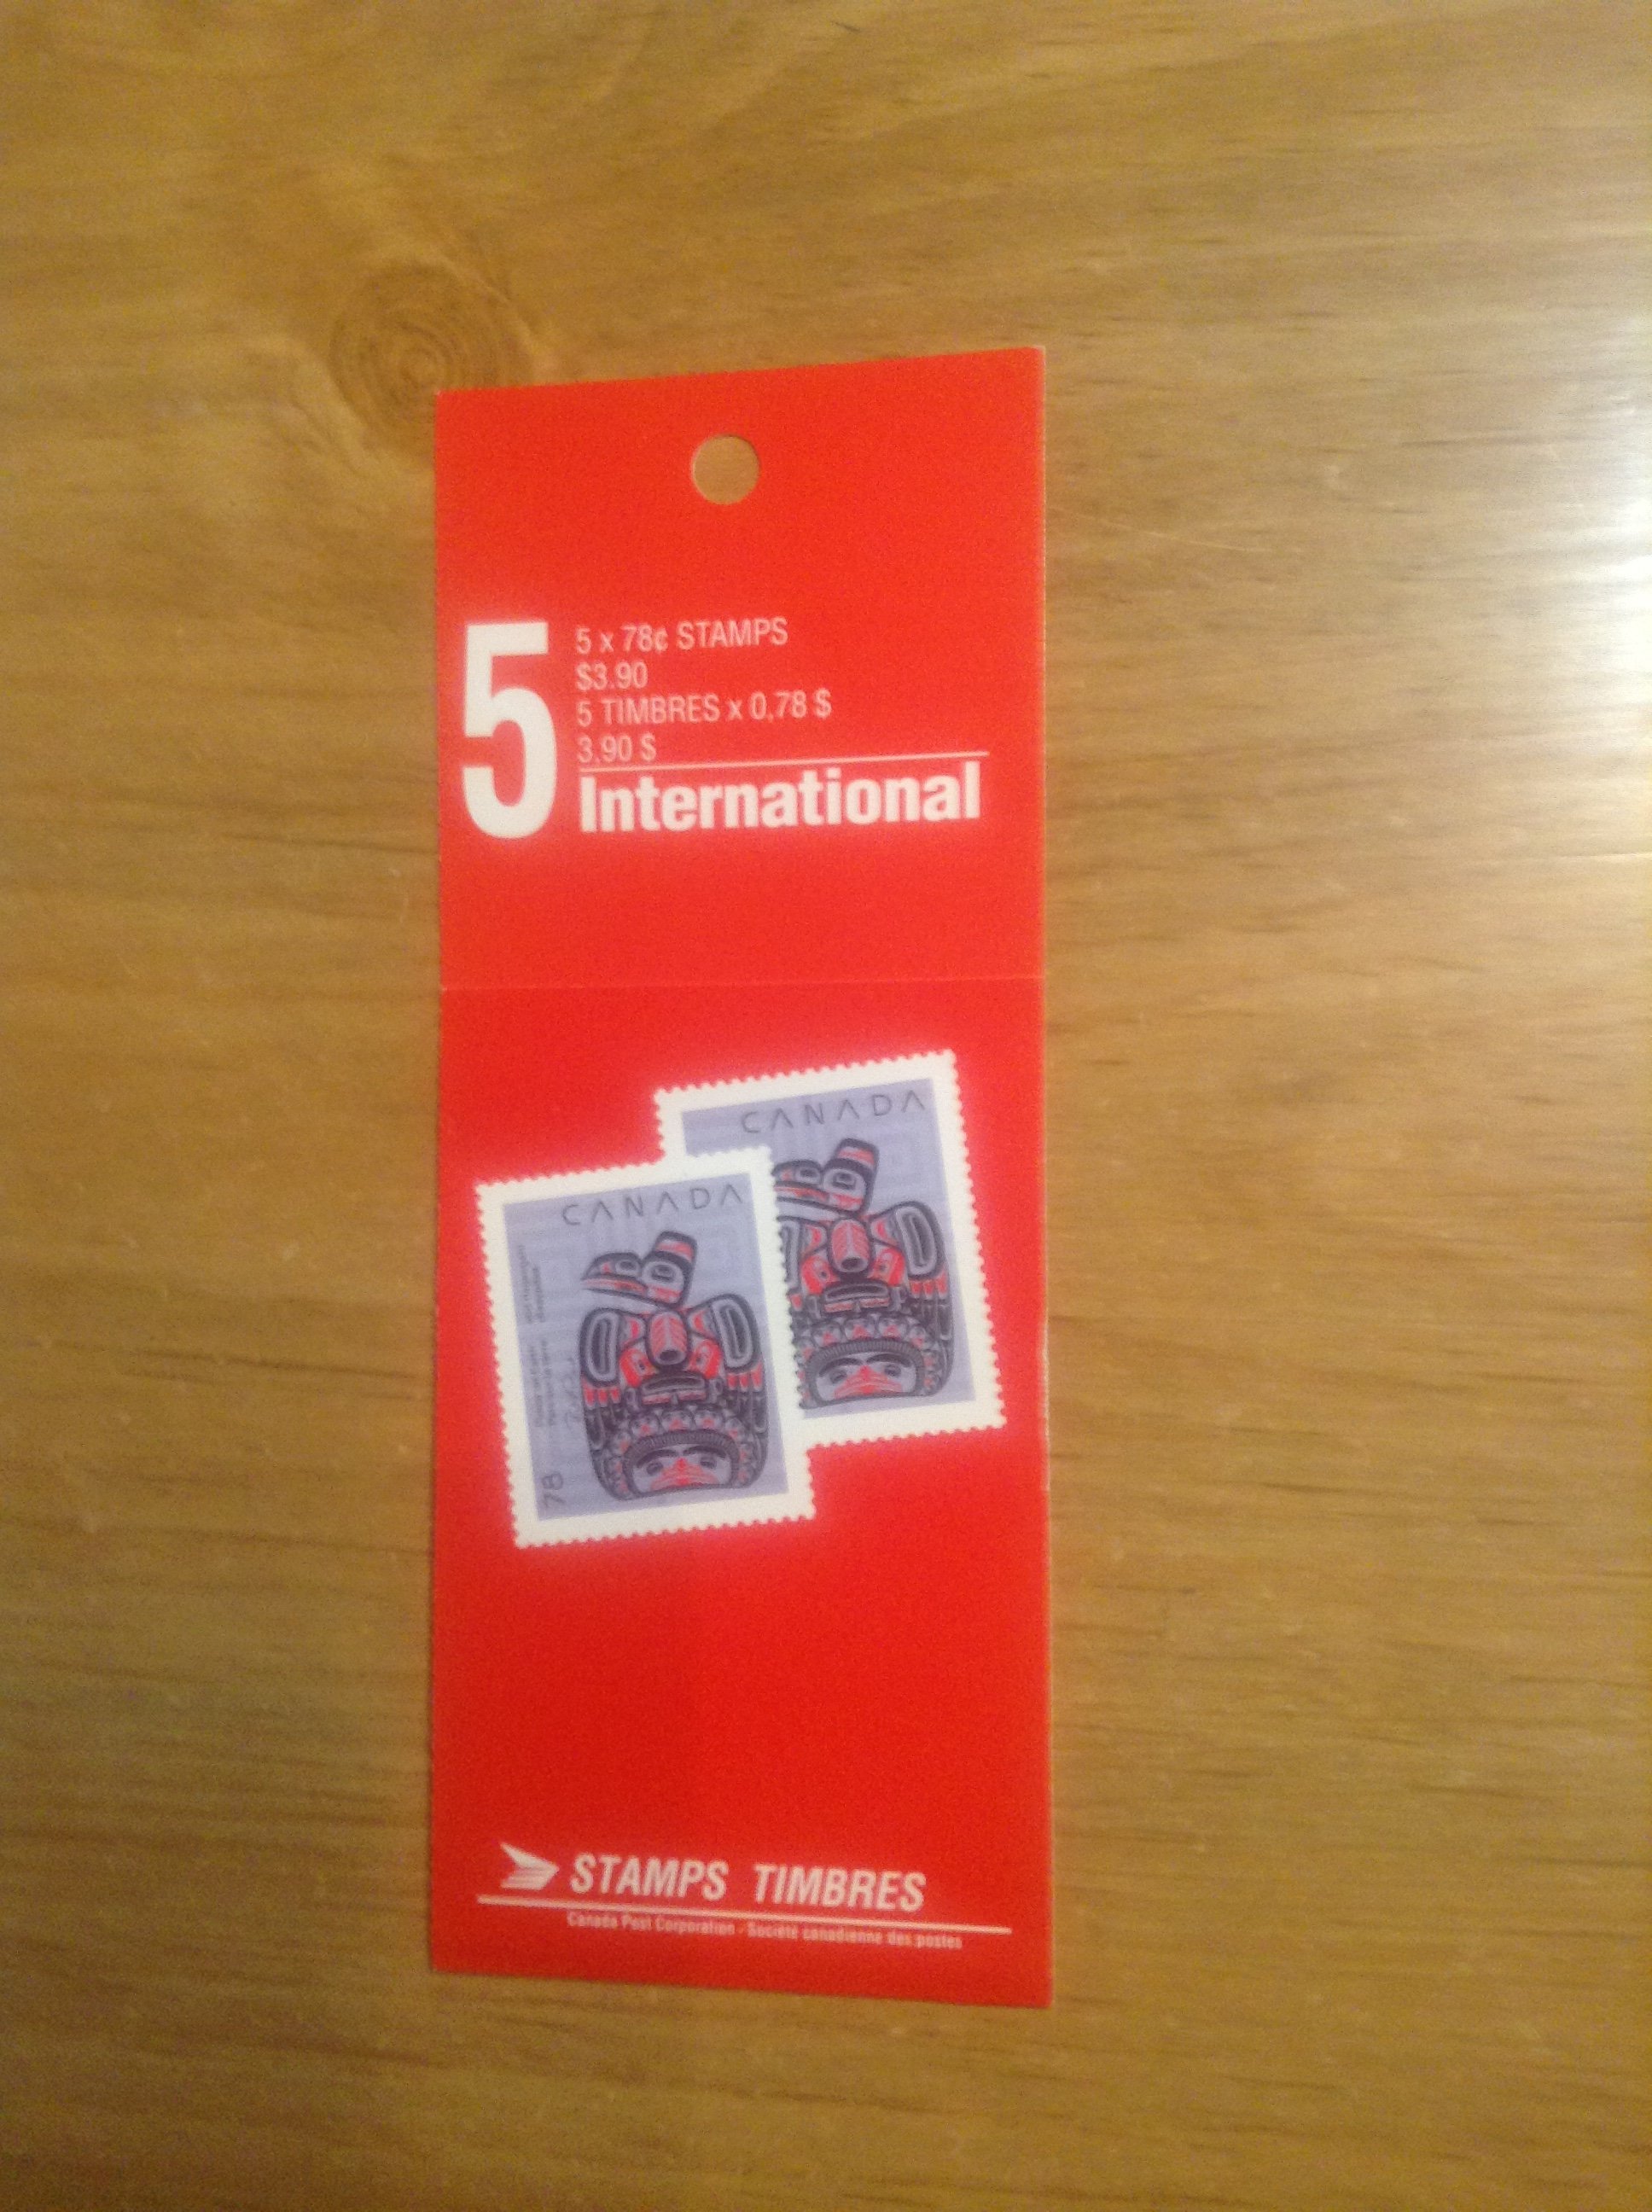 5
5 x 78¢ STAMPS
$3.90
5 TIMBRES x 0,78 $
3,90 $
International
CANADA
CANADA
78
STAMPS TIMBRES
Canada Post Corporation - Société canadienne des postes